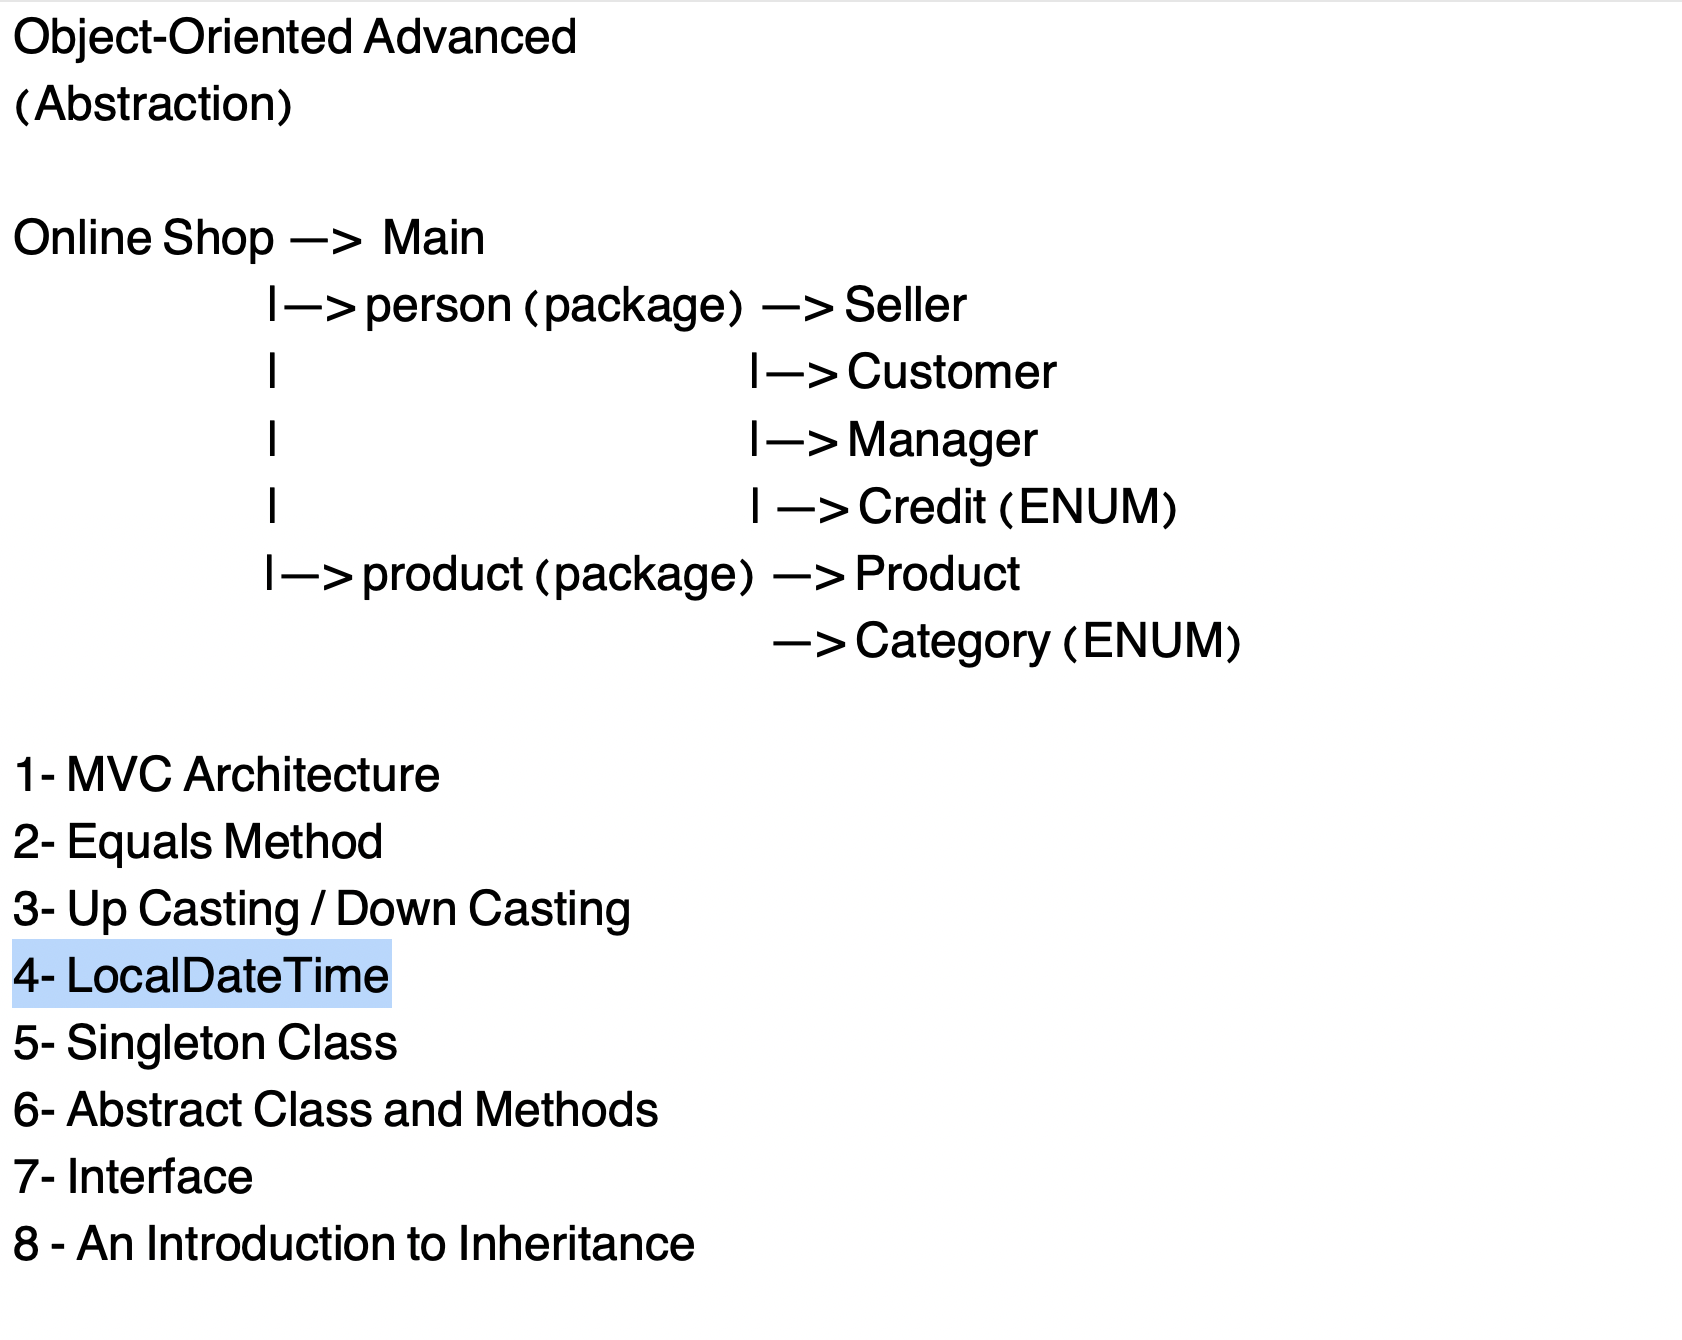 Object-Oriented Advanced
(Abstraction)
Online Shop —> Main
|—> person (package) —> Seller
| |—> Customer
| |—> Manager
| | —> Credit (ENUM)
|—> product (package) —> Product
—> Category (ENUM)
1- MVC Architecture
2- Equals Method
3- Up Casting / Down Casting
4- LocalDateTime
5- Singleton Class
6- Abstract Class and Methods
7- Interface
8 - An Introduction to Inheritance